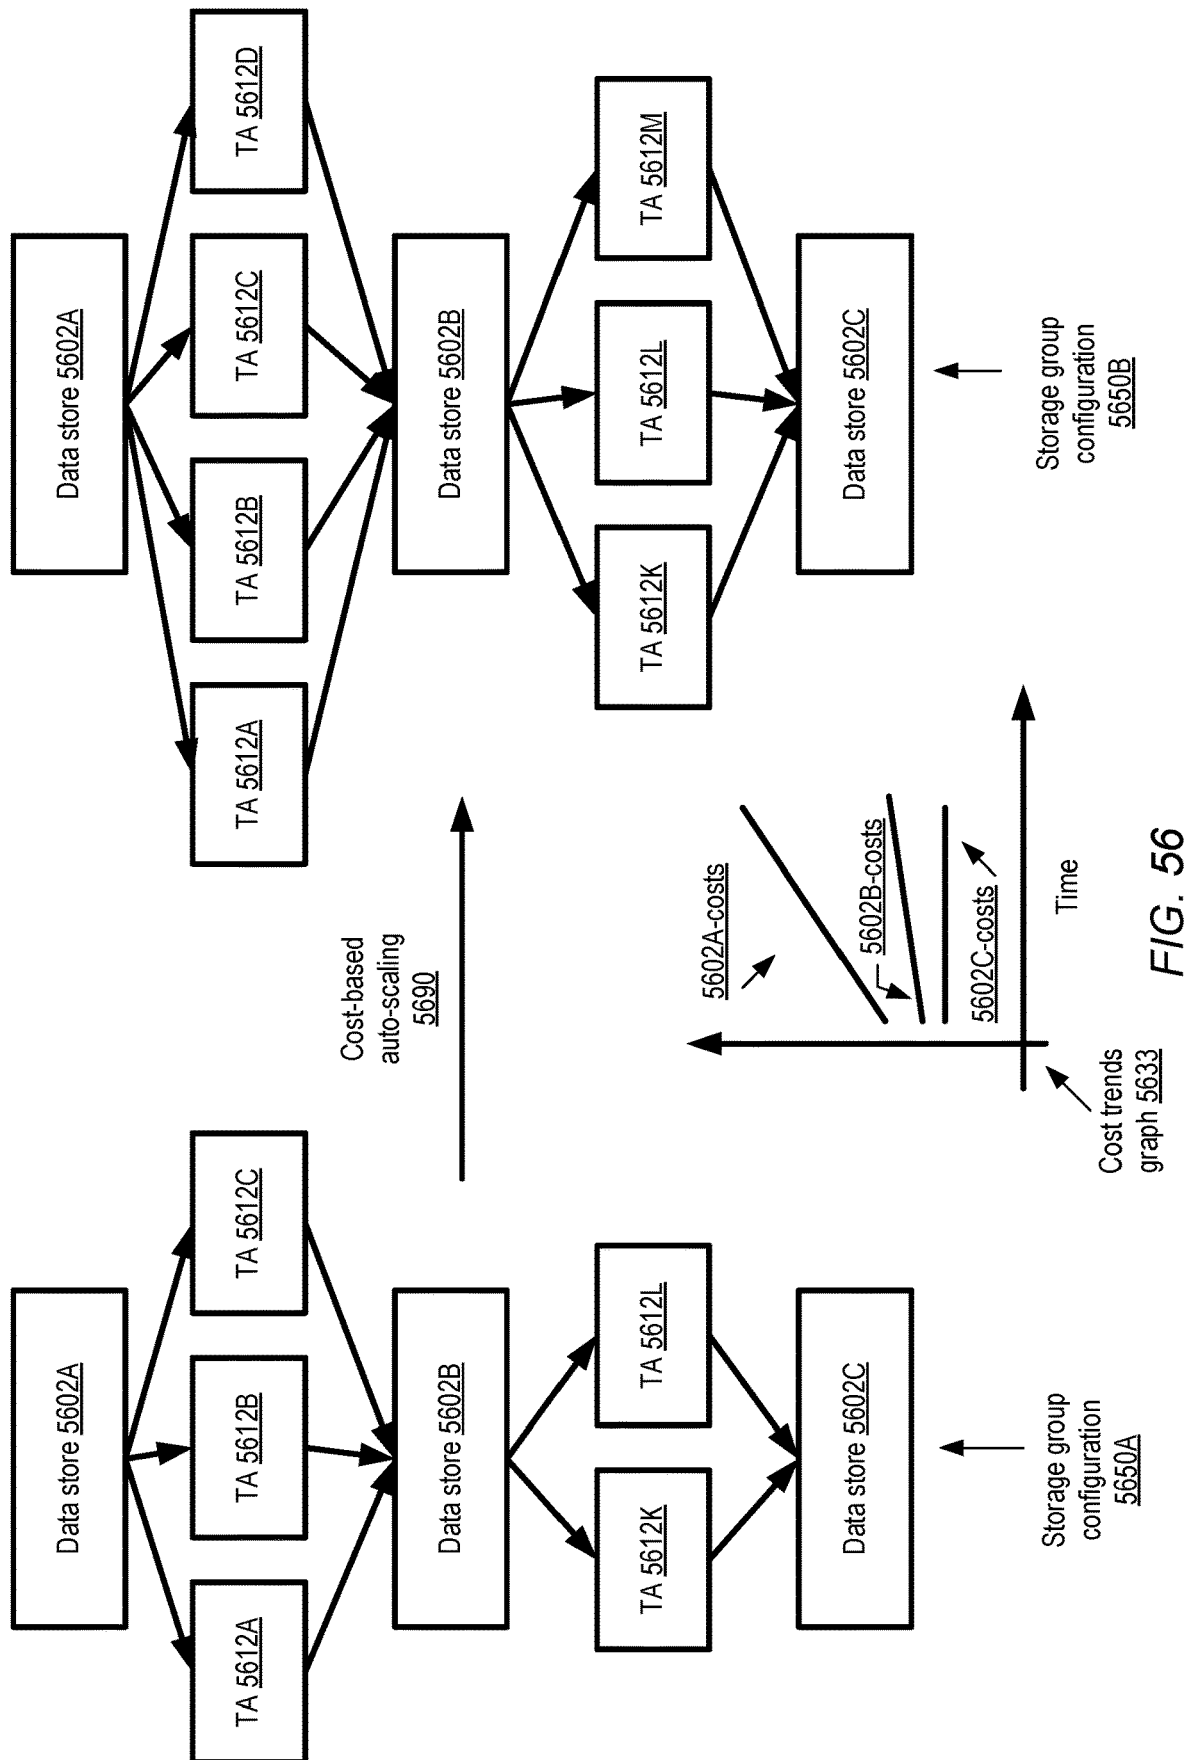 Data store 5602A
TA 5612A
TA 5612B
TA 5612C
Data store 5602B
TA 5612K
TA 5612L
Data store 5602C
Storage group
configuration
5650A
Cost-based
auto-scaling
5690
Data store 5602A
TA 5612A
TA 5612B
TA 5612C
TA 5612D
Data store 5602B
TA 5612K
TA 5612L
TA 5612M
Data store 5602C
Storage group
configuration
5650B
5602A-costs
5602B-costs
5602C-costs
Time
Cost trends
graph 5633
FIG. 56